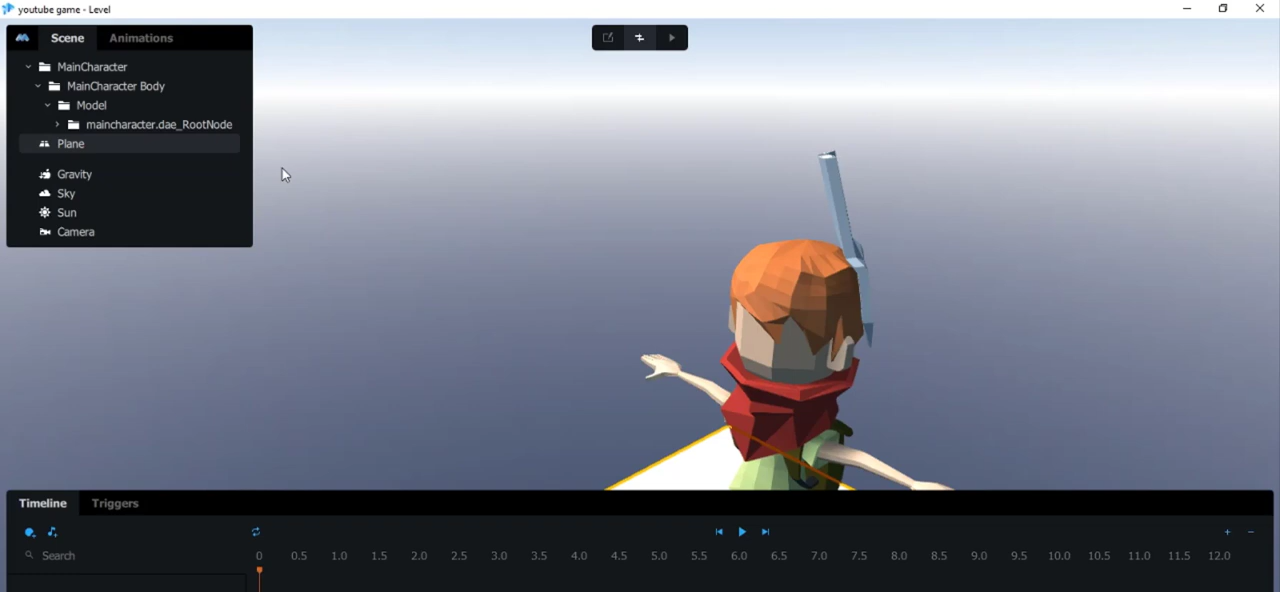 youtube game - Level
Scene Animations
MainCharacter
MainCharacter Body
Model
maincharacter.dae_RootNode
Plane
Gravity
Sky
Sun
Camera
Timeline Triggers
Search 0 0.5 1.0 1.5 2.0 2.5 3.0 3.5 4.0 4.5 5.0 5.5 6.0 6.5 7.0 7.5 8.0 8.5 9.0 9.5 10.0 10.5 11.0 11.5 12.0